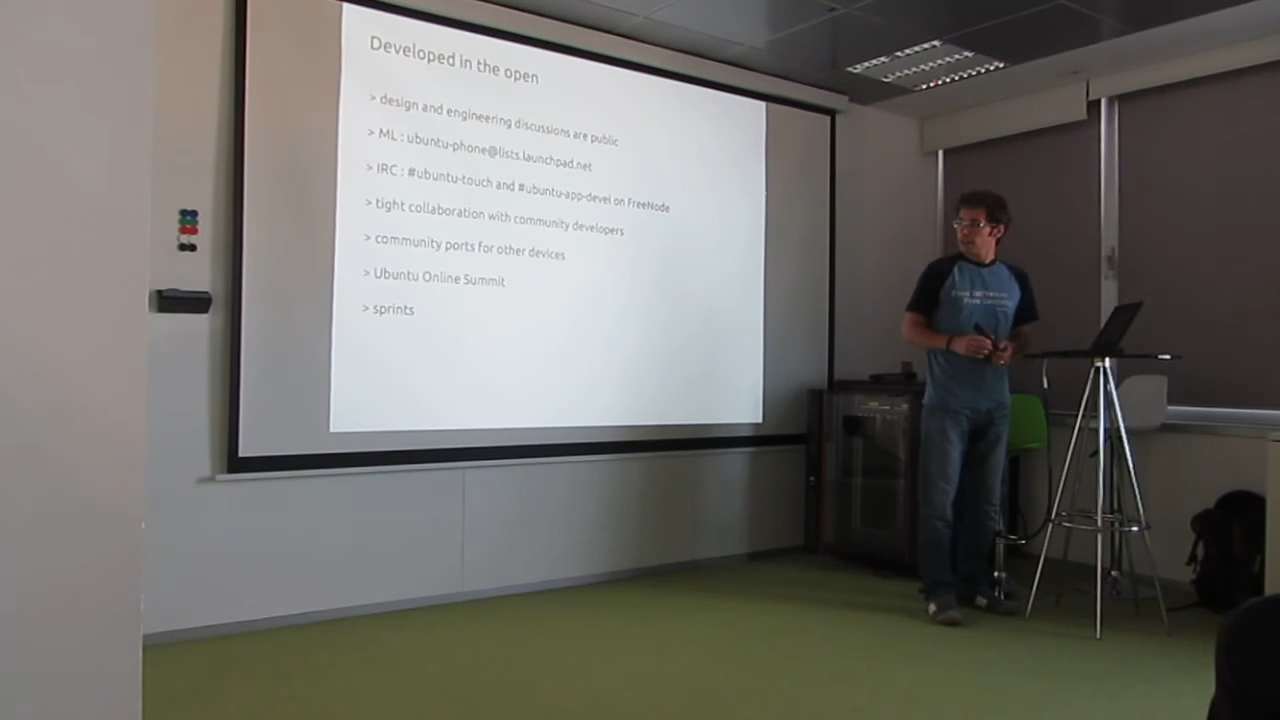 Developed in the open
> design and engineering discussions are public
> ML : ubuntu-phone@lists.launchpad.net
> IRC : #ubuntu-touch and #ubuntu-app-devel on FreeNode
> tight collaboration with community developers
> community ports for other devices
> Ubuntu Online Summit
> sprints